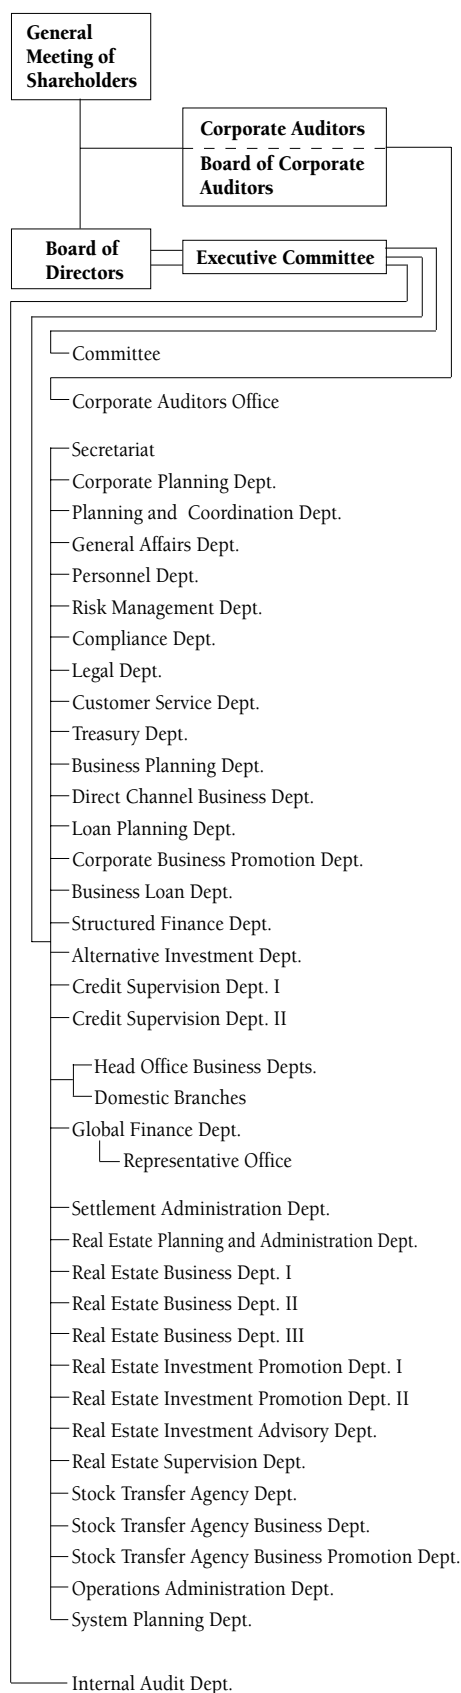 General
Meeting of
Shareholders
Corporate Auditors
Board of Corporate
Auditors
Board of
Directors
Executive Committee
Committee
Corporate Auditors Office
Secretariat
Corporate Planning Dept.
Planning and Coordination Dept.
General Affairs Dept.
Personnel Dept.
Risk Management Dept.
Compliance Dept.
Legal Dept.
Customer Service Dept.
Treasury Dept.
Business Planning Dept.
Direct Channel Business Dept.
Loan Planning Dept.
Corporate Business Promotion Dept.
Business Loan Dept.
Structured Finance Dept.
Alternative Investment Dept.
Credit Supervision Dept. I
Credit Supervision Dept. II
Head Office Business Depts.
Domestic Branches
Global Finance Dept.
Representative Office
Settlement Administration Dept.
Real Estate Planning and Administration Dept.
Real Estate Business Dept. I
Real Estate Business Dept. II
Real Estate Business Dept. III
Real Estate Investment Promotion Dept. I
Real Estate Investment Promotion Dept. II
Real Estate Investment Advisory Dept.
Real Estate Supervision Dept.
Stock Transfer Agency Dept.
Stock Transfer Agency Business Dept.
Stock Transfer Agency Business Promotion Dept.
Operations Administration Dept.
System Planning Dept.
Internal Audit Dept.